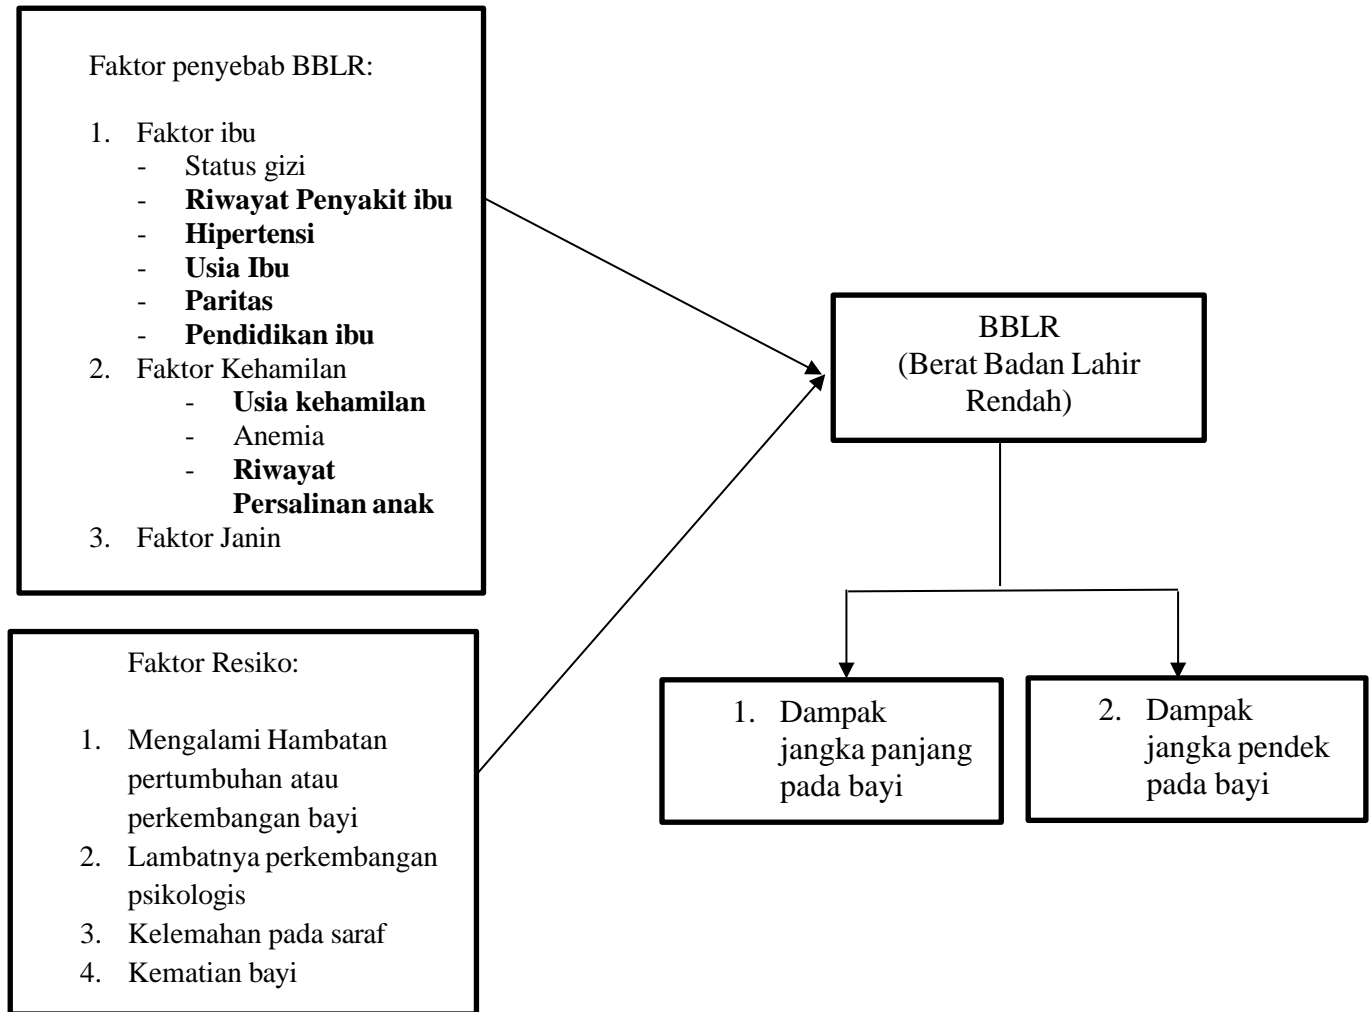 Faktor penyebab BBLR:
1. Faktor ibu
- Status gizi
- Riwayat Penyakit ibu
- Hipertensi
- Usia Ibu
- Paritas
- Pendidikan ibu
2. Faktor Kehamilan
- Usia kehamilan
- Anemia
- Riwayat
Persalinan anak
3. Faktor Janin
Faktor Resiko:
1. Mengalami Hambatan
pertumbuhan atau
perkembangan bayi
2. Lambatnya perkembangan
psikologis
3. Kelemahan pada saraf
4. Kematian bayi
BBLR
(Berat Badan Lahir
Rendah)
1. Dampak
jangka panjang
pada bayi
2. Dampak
jangka pendek
pada bayi